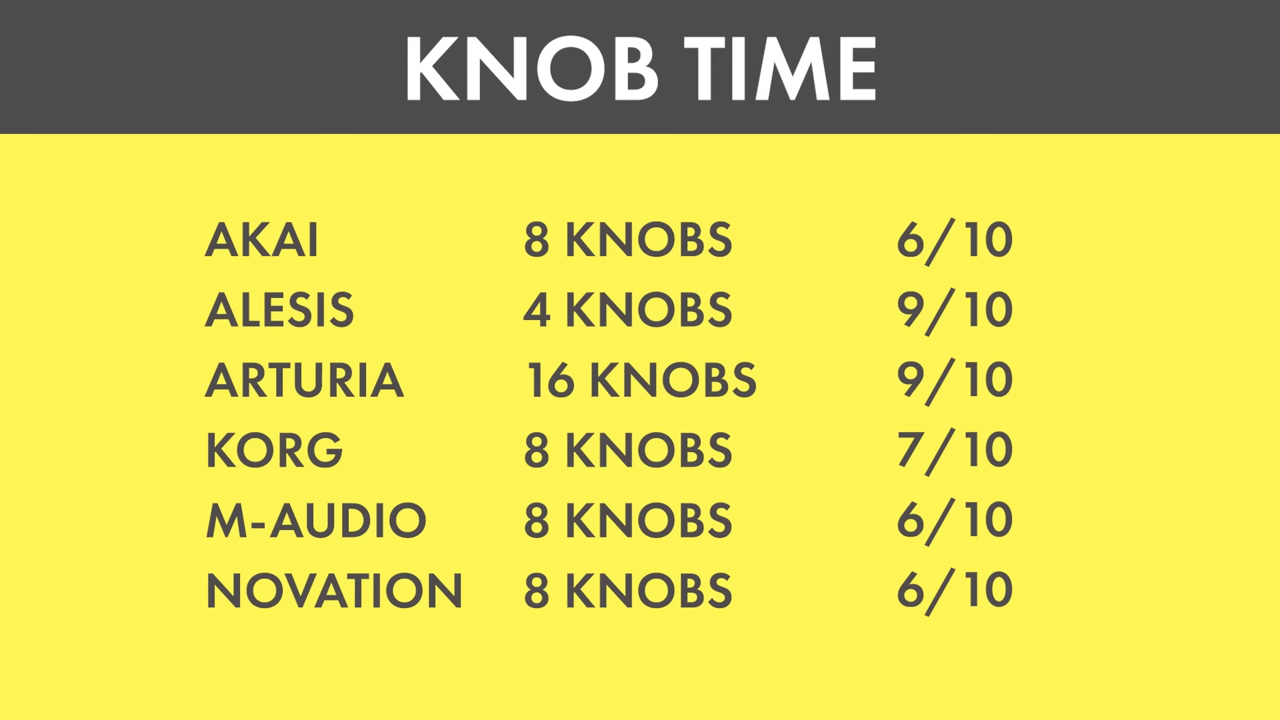 KNOB TIME
AKAI 8 KNOBS 6/10
ALESIS 4 KNOBS 9/10
ARTURIA 16 KNOBS 9/10
KORG 8 KNOBS 7/10
M-AUDIO 8 KNOBS 6/10
NOVATION 8 KNOBS 6/10